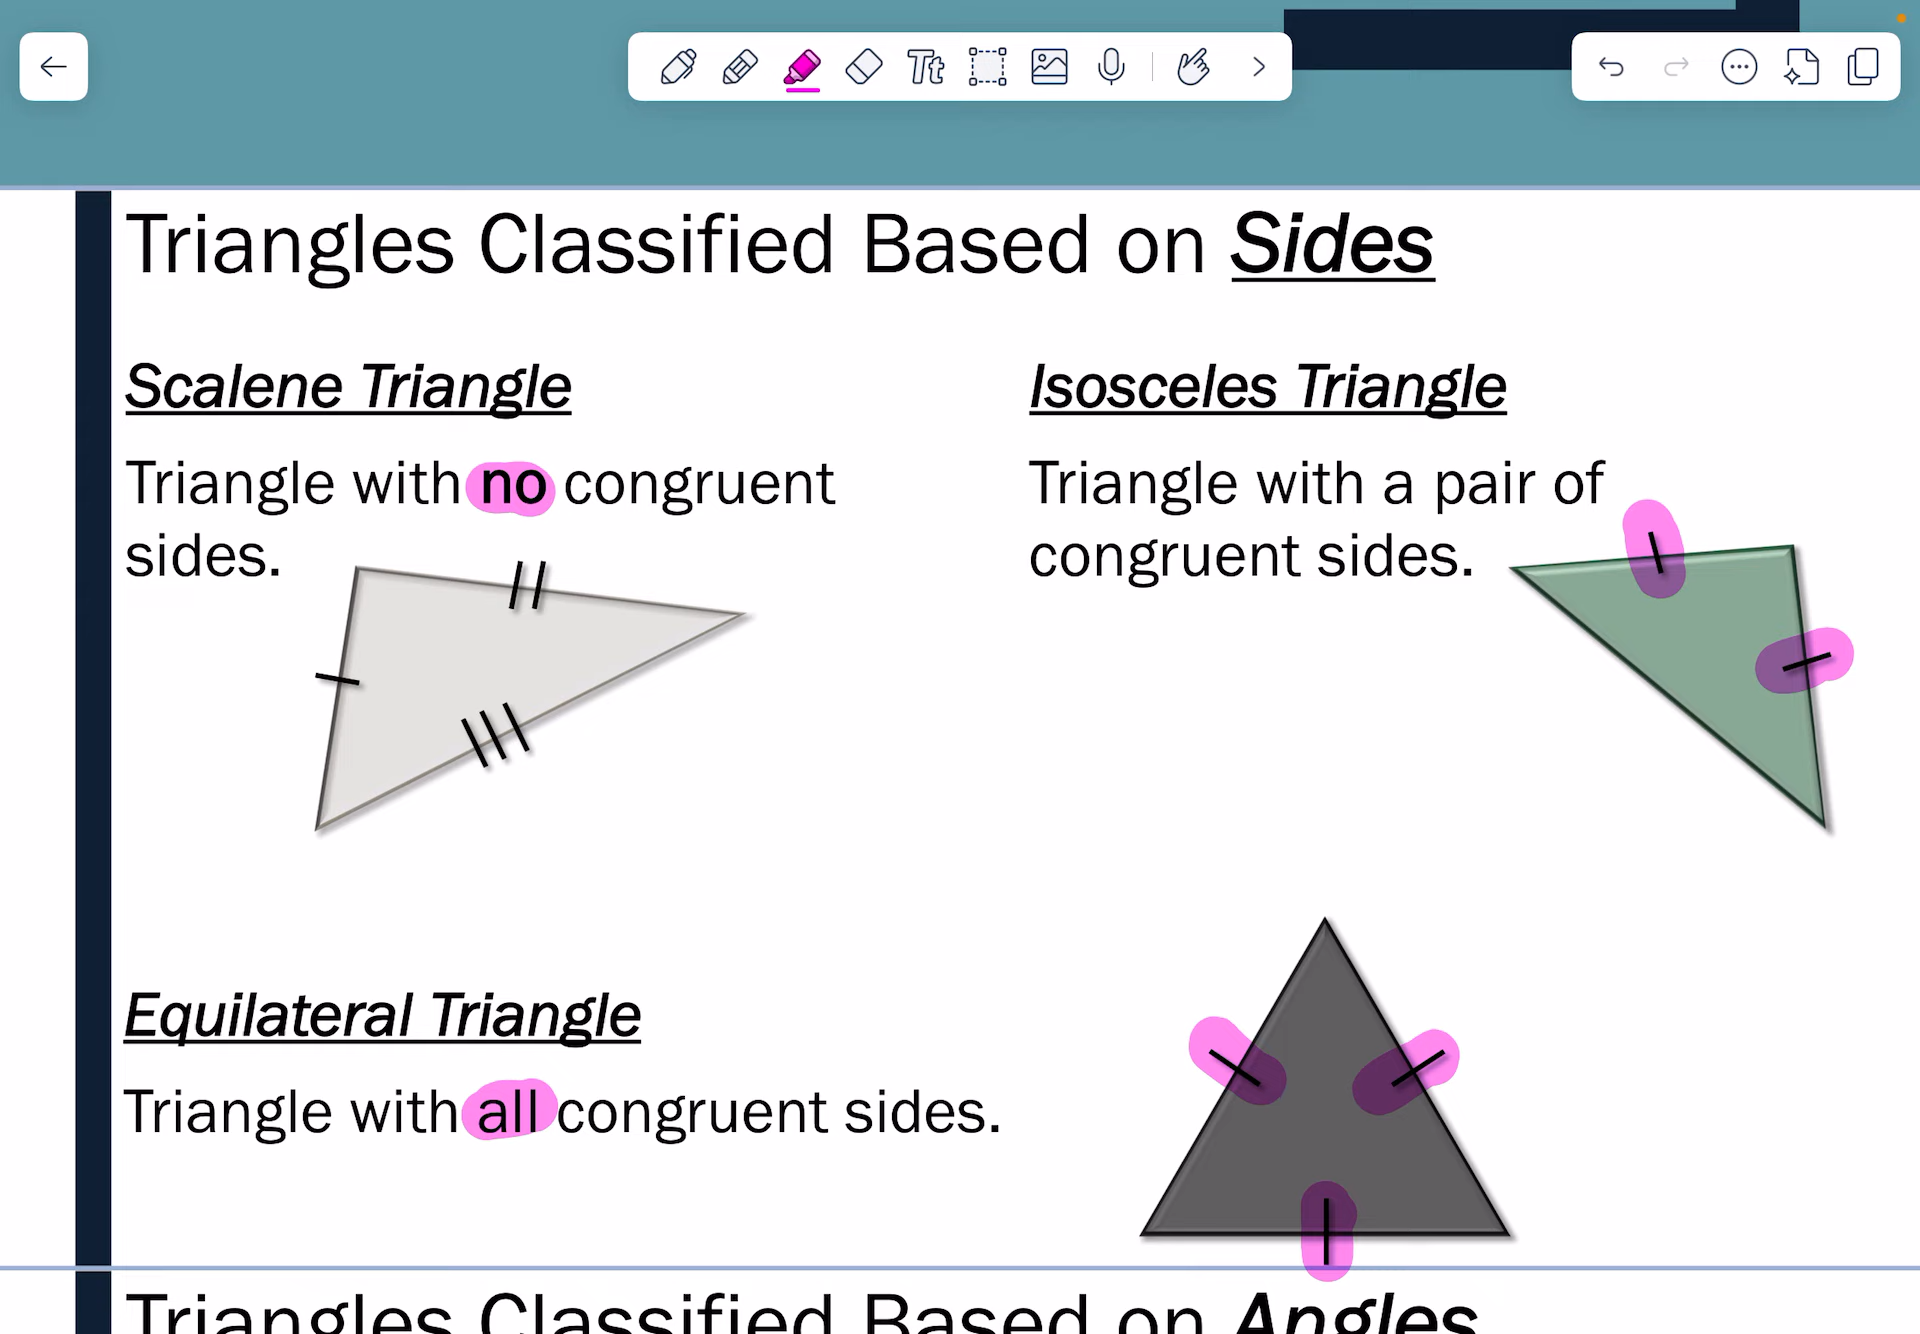 Tt
Triangles Classified Based on Sides
Scalene Triangle
Triangle with no congruent
sides.
Isosceles Triangle
Triangle with a pair of
congruent sides.
Equilateral Triangle
Triangle with all congruent sides.
Triangles Classified Based on Angles